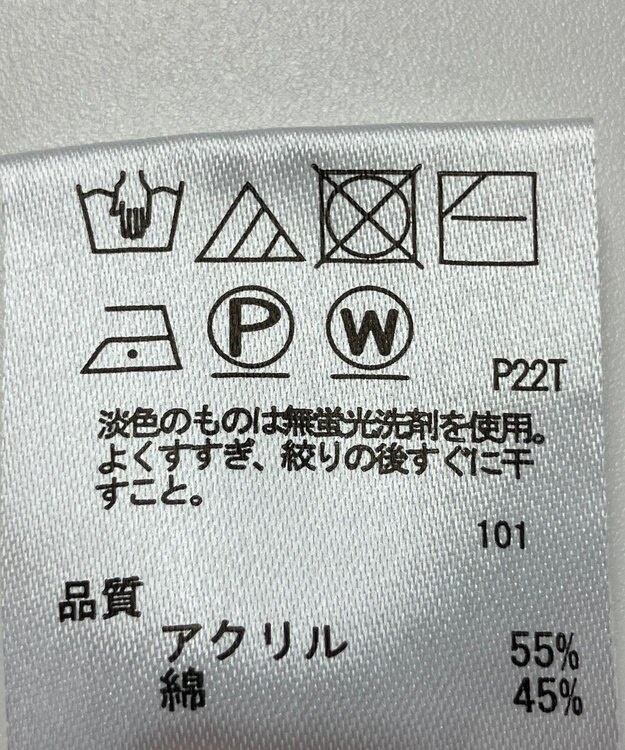 P
W
P22T
淡色のものは無蛍光洗剤を使用。
よくすすぎ、絞りの後すぐに干
すこと。
101
品質
アクリル 55%
綿 45%